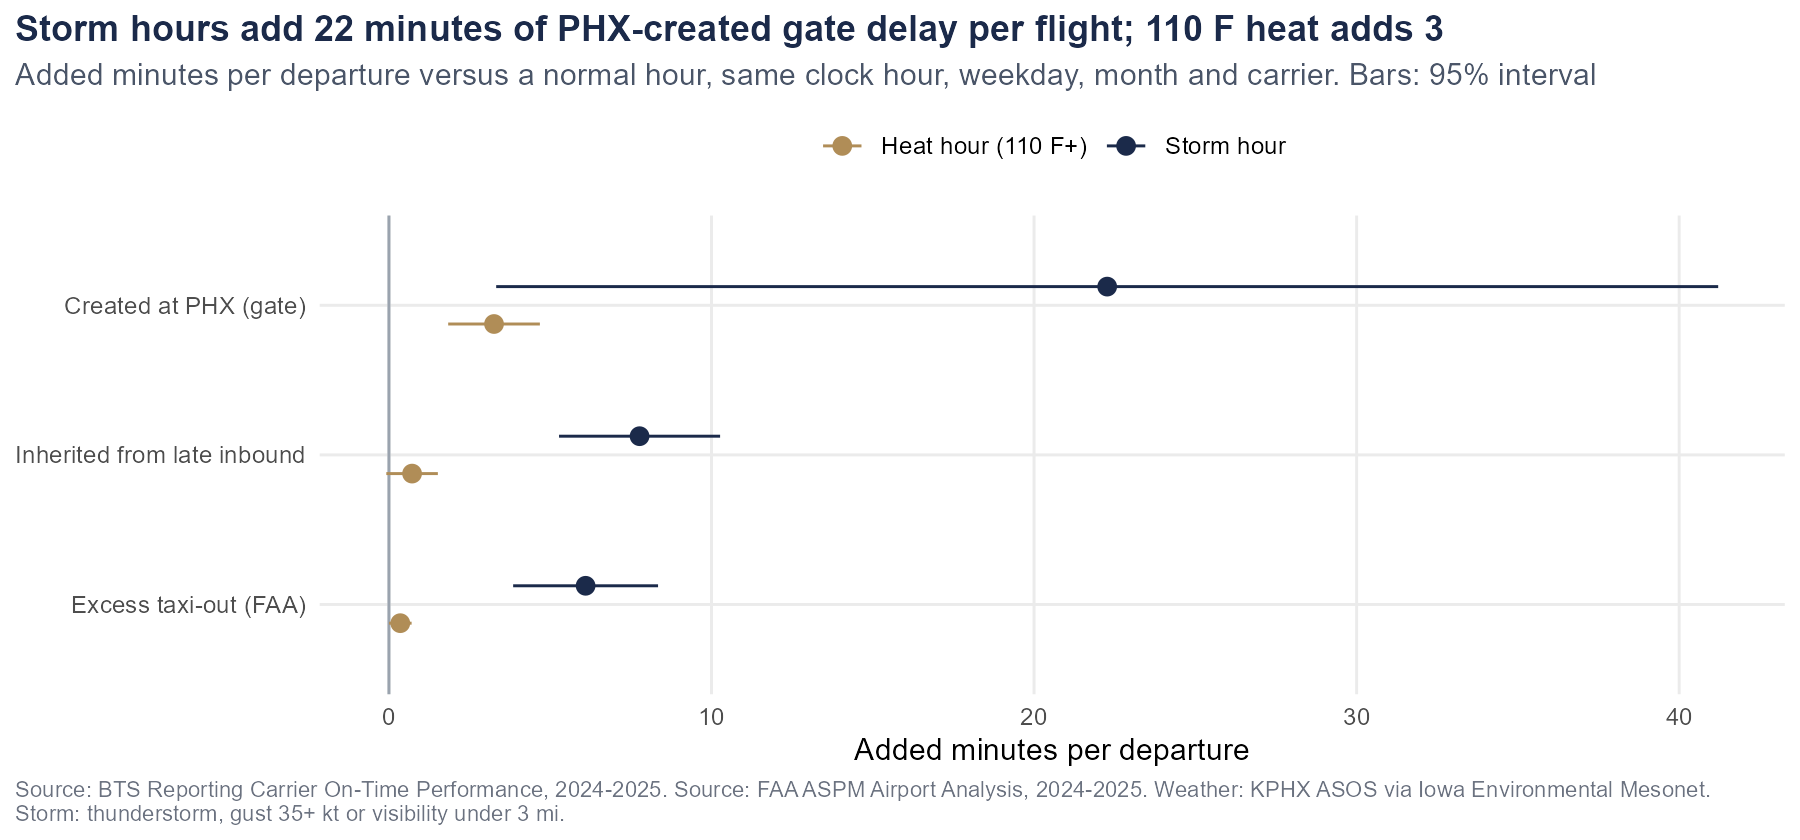 Storm hours add 22 minutes of PHX-created gate delay per flight; 110 F heat adds 3
Added minutes per departure versus a normal hour, same clock hour, weekday, month and carrier. Bars: 95% interval
Heat hour (110 F+) Storm hour
Created at PHX (gate)
Inherited from late inbound
Excess taxi-out (FAA)
0 10 20 30 40
Added minutes per departure
Source: BTS Reporting Carrier On-Time Performance, 2024-2025. Source: FAA ASPM Airport Analysis, 2024-2025. Weather: KPHX ASOS via Iowa Environmental Mesonet.
Storm: thunderstorm, gust 35+ kt or visibility under 3 mi.